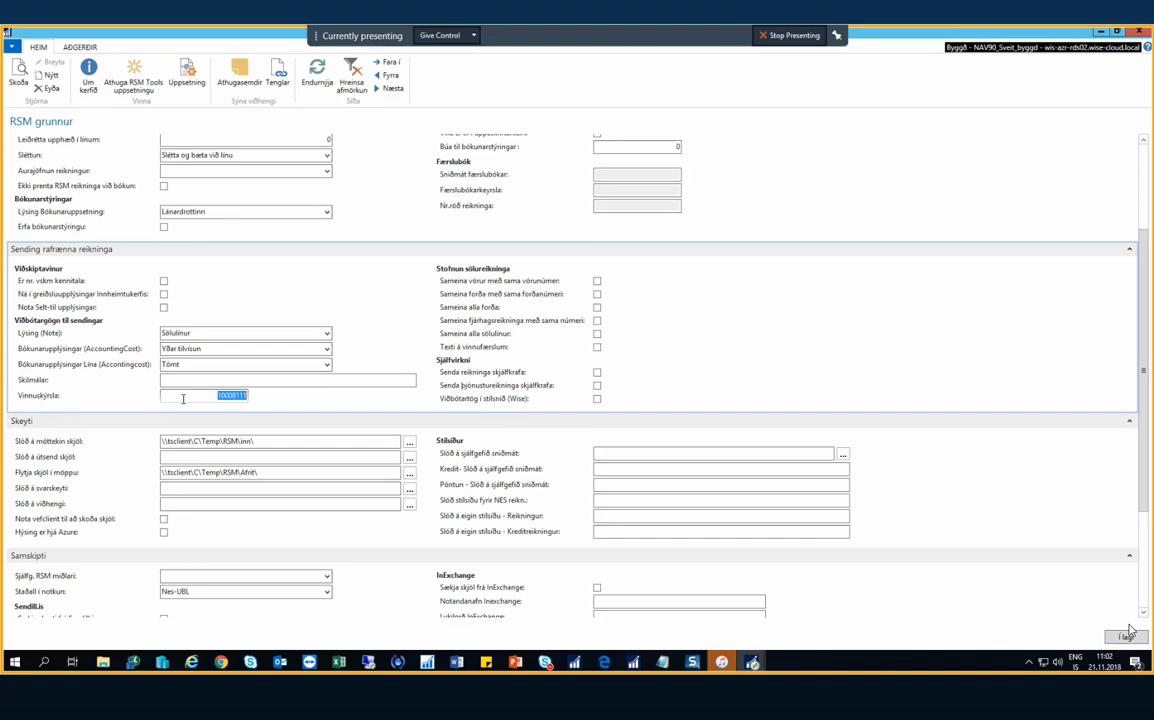 Currently presenting
Give Control
Stop Presenting
HEIM
AÐGERÐIR
Byggð - NAV90_Sveit_byggd - wis-azr-rds02.wise-cloud.local
Skoða
Breyta
Nýtt
Eyða
Um kerfið
Athuga RSM Tools uppsetningu
Uppsetning
Athugasemdir
Tenglar
Endurnýja
Hreinsa afmörkun
Fara í
Fyrra
Næsta
Stjórna
Vinna
Sýna viðhengi
Síða
RSM grunnur
Leiðrétta upphæð í línum:
0
Sléttun:
Slétta og bæta við línu
Aurajöfnun reikningur:
Ekki prenta RSM reikninga við bókun:
Bókunarstýringar
Lýsing Bókunaruppsetning:
Lánardrottinn
Erfa bókunarstýringu:
Búa til bókunarstýringar :
0
Færslubók
Sniðmát færslubókar:
Færslubókarkeyrsla:
Nr.röð reikninga:
Sending rafrænna reikninga
Viðskiptavinur
Er nr. vskm kennitala:
Ná í greiðsluupplýsingar Innheimtukerfis:
Nota Selt-til upplýsingar:
Viðbótargögn til sendingar
Lýsing (Note):
Sölulínur
Bókunarupplýsingar (AccountingCost):
Yðar tilvísun
Bókunarupplýsingar Lína (Accountingcost):
Tómt
Skilmálar:
Vinnuskýrsla:
10008111
Stofnun sölureikninga
Sameina vörur með sama vörunúmer:
Sameina forða með sama forðanúmeri:
Sameina alla forða:
Sameina fjárhagsreikninga með sama númeri:
Sameina alla sölulínur:
Texti á vinnufærslum:
Sjálfvirkni
Senda reikninga skjálfkrafa:
Senda þjónustureikninga skjálfkrafa:
Viðbótartög í stílsnið (Wise):
Skeyti
Slóð á móttekin skjöl:
\\tsclient\C\Temp\RSM\inn\
Slóð á útsend skjöl:
Flytja skjöl í möppu:
\\tsclient\C\Temp\RSM\Afrit\
Slóð á svarskeyti:
Slóð á viðhengi:
Nota vefclient til að skoða skjöl:
Hýsing er hjá Azure:
Stilsíður
Slóð á sjálfgefið sniðmát:
Kredit- Slóð á sjálfgefið sniðmát:
Pöntun - Slóð á sjálfgefið sniðmát:
Slóð stílsíðu fyrir NES reikn.:
Slóð á eigin stílsíðu - Reikningur:
Slóð á eigin stílsíðu - Kreditreikningur:
Samskipti
Sjálfg. RSM miðlari:
Staðall í notkun:
Nes-UBL
Sendill.is
InExchange
Sækja skjöl frá InExchange:
Notandanafn Inexchange:
Lykilorð InExchange:
Í lagi
ENG
IS
11:02
21.11.2018